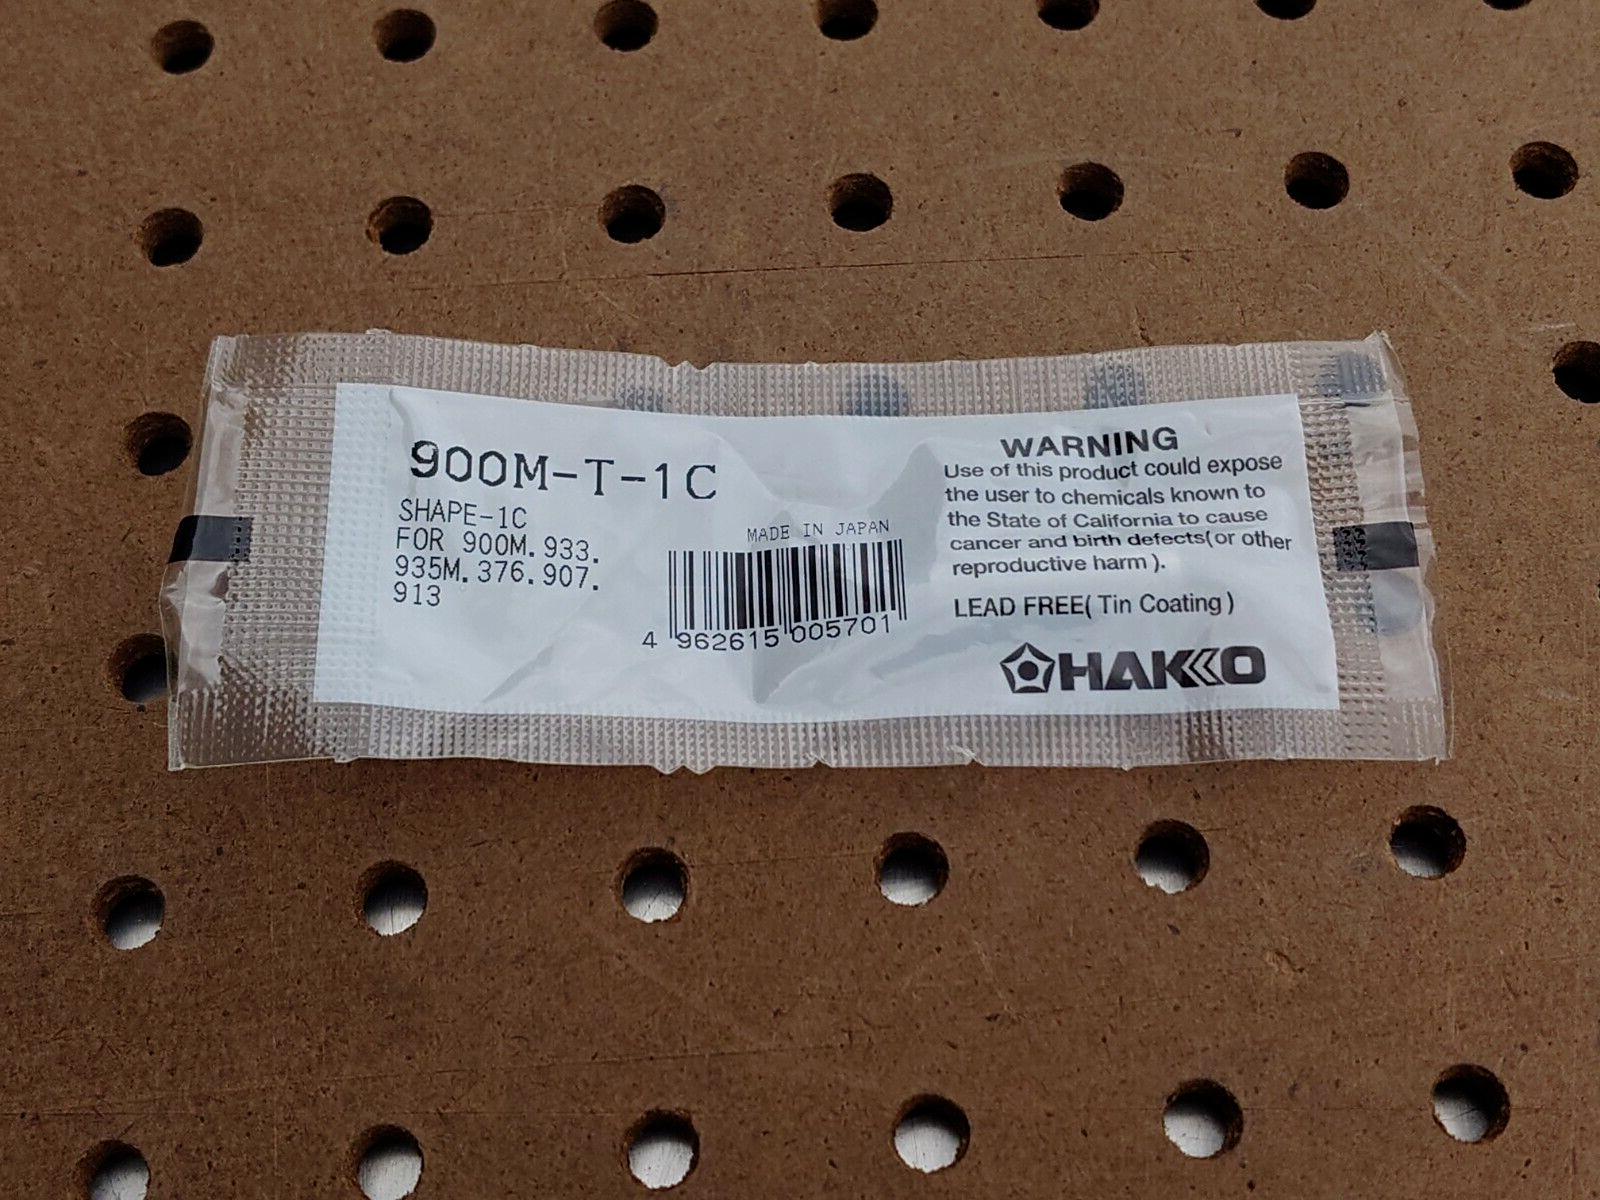 900M-T-1C
SHAPE-1C
FOR 900M.933.
935M.376.907.
913
MADE IN JAPAN
4 962615 005701
WARNING
Use of this product could expose
the user to chemicals known to
the State of California to cause
cancer and birth defects(or other
reproductive harm ).
LEAD FREE( Tin Coating )
HAKKO